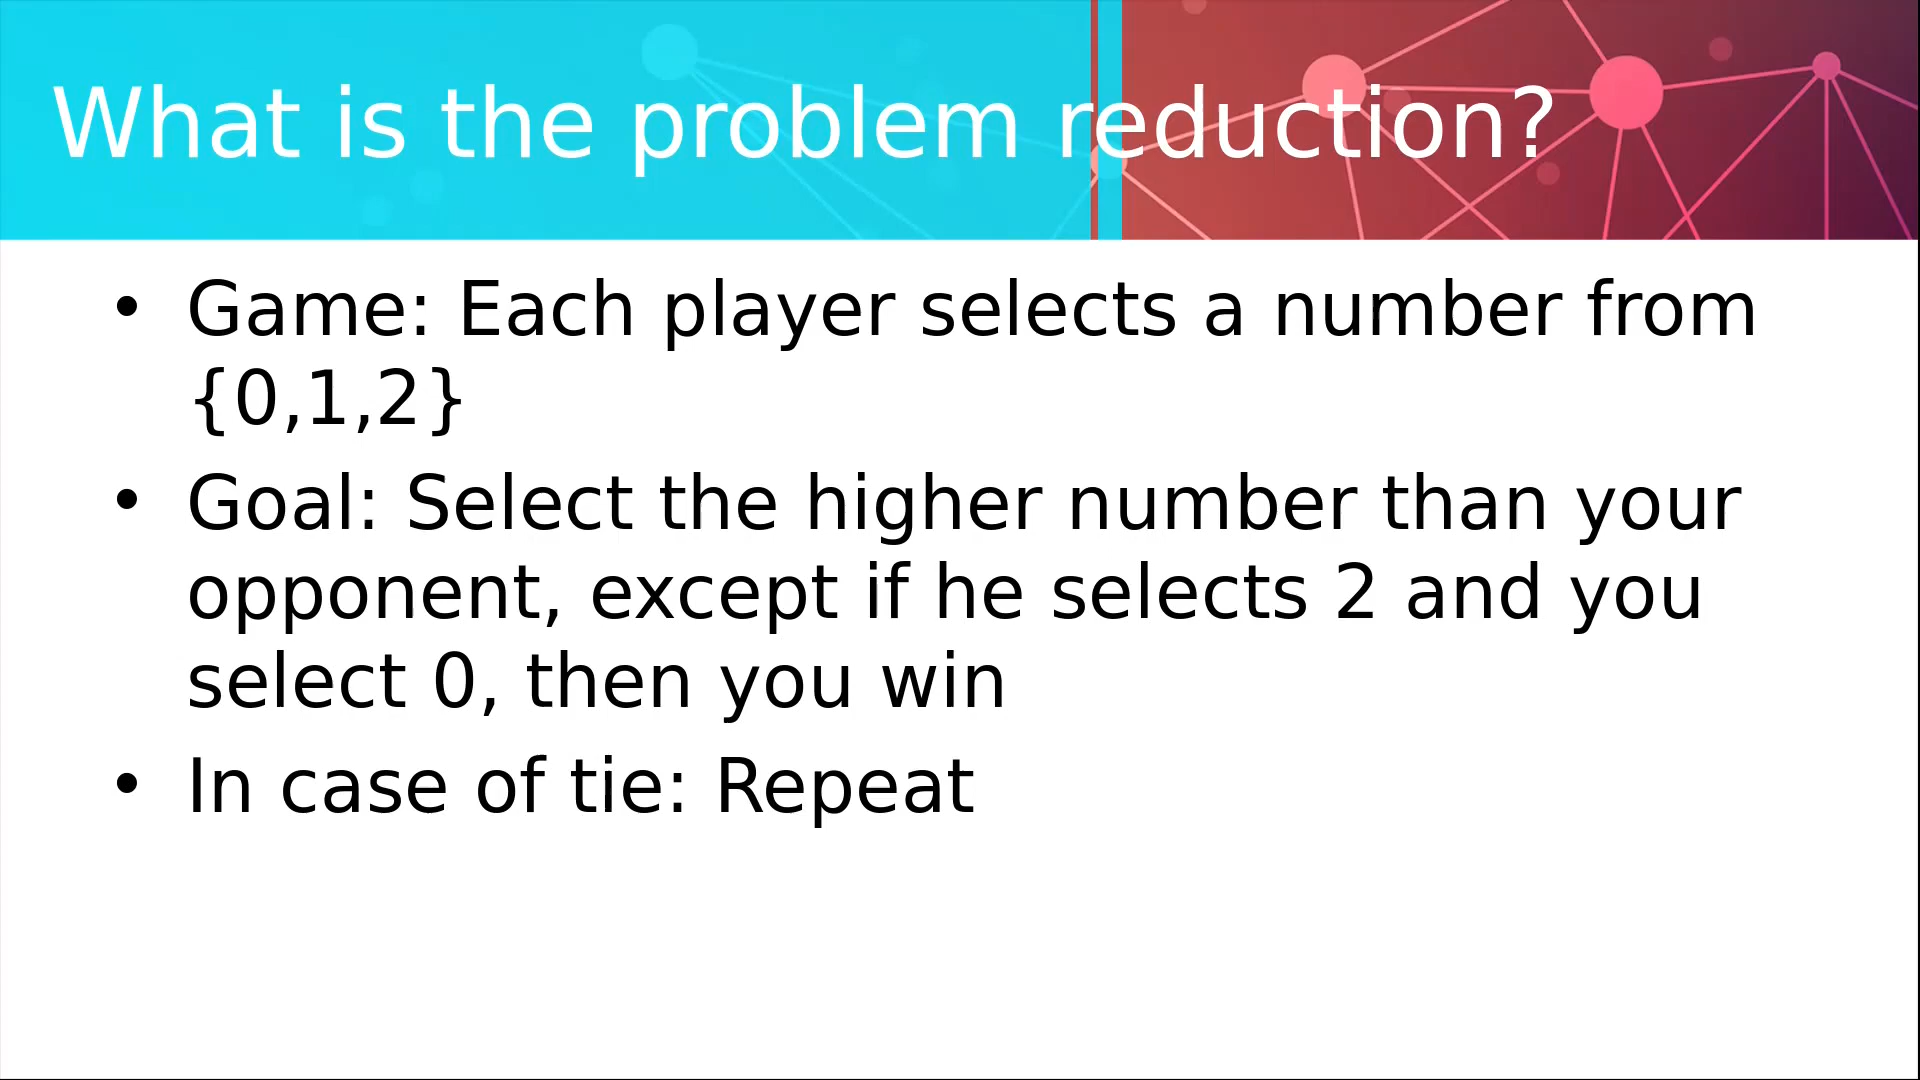 What is the problem reduction?
• Game: Each player selects a number from
{0,1,2}
• Goal: Select the higher number than your
opponent, except if he selects 2 and you
select 0, then you win
• In case of tie: Repeat